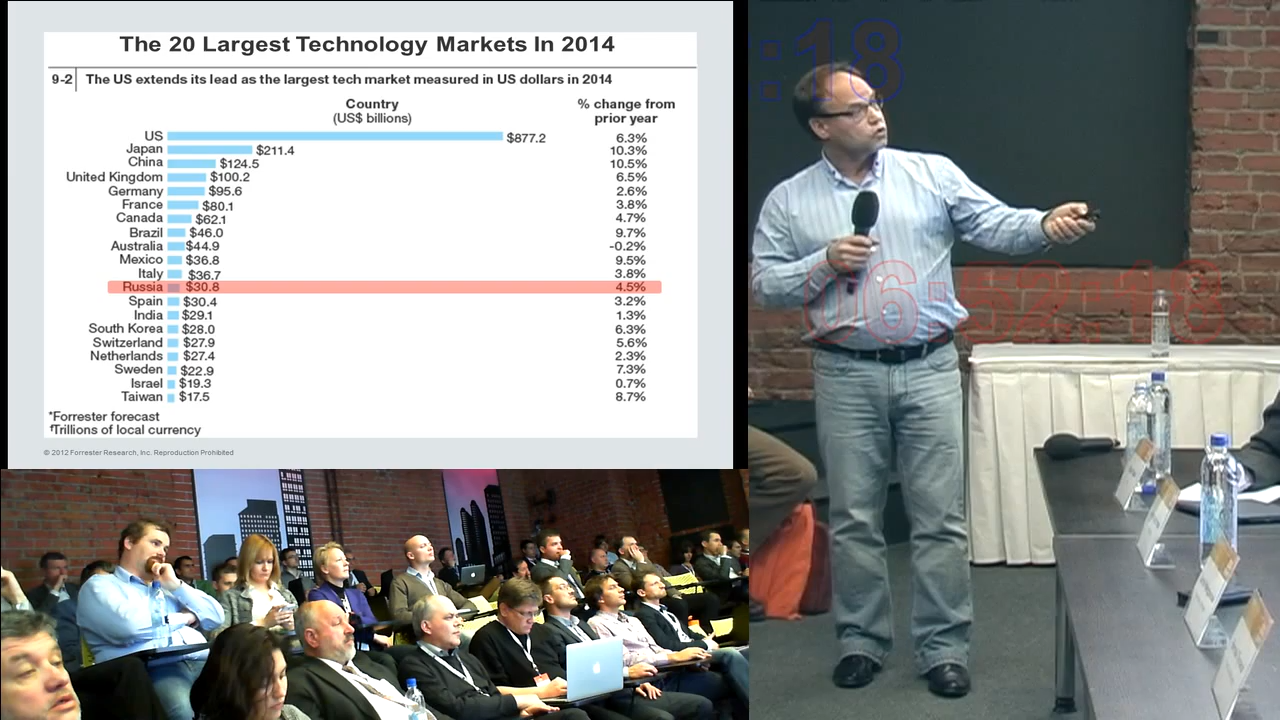 The 20 Largest Technology Markets In 2014
9-2 The US extends its lead as the largest tech market measured in US dollars in 2014
Country
(US$ billions)
% change from
prior year
US $877.2 6.3%
Japan $211.4 10.3%
China $124.5 10.5%
United Kingdom $100.2 6.5%
Germany $95.6 2.6%
France $80.1 3.8%
Canada $62.1 4.7%
Brazil $46.0 9.7%
Australia $44.9 -0.2%
Mexico $36.8 9.5%
Italy $36.7 3.8%
Russia $30.8 4.5%
Spain $30.4 3.2%
India $29.1 1.3%
South Korea $28.0 6.3%
Switzerland $27.9 5.6%
Netherlands $27.4 2.3%
Sweden $22.9 7.3%
Israel $19.3 0.7%
Taiwan $17.5 8.7%
*Forrester forecast
†Trillions of local currency
© 2012 Forrester Research, Inc. Reproduction Prohibited
:18
06:52:18